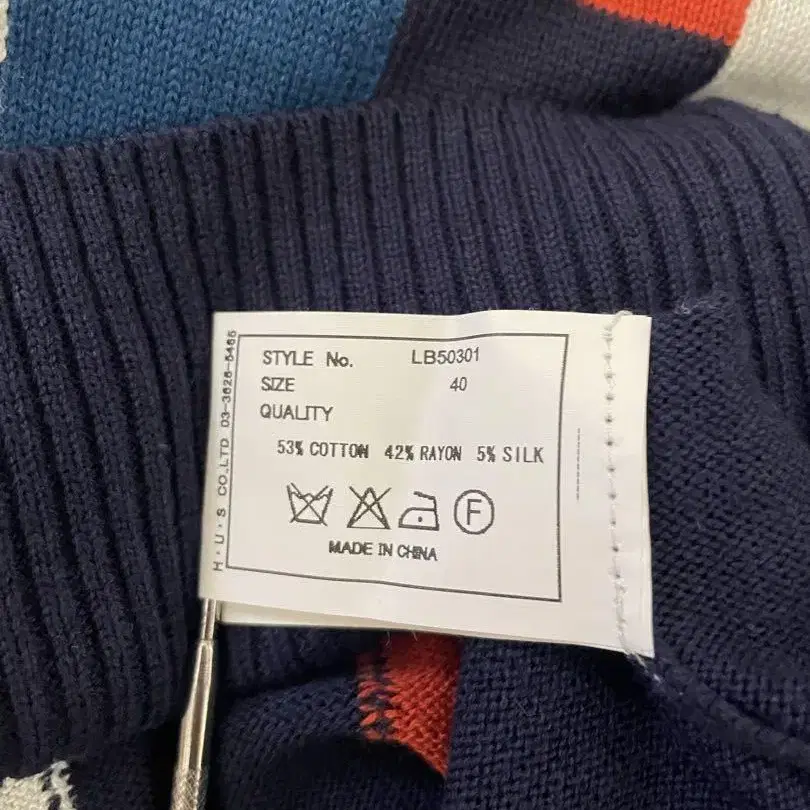 STYLE No. LB50301
SIZE 40
QUALITY
53% COTTON 42% RAYON 5% SILK
F
MADE IN CHINA
H・U・S CO.,LTD 03-3626-5465